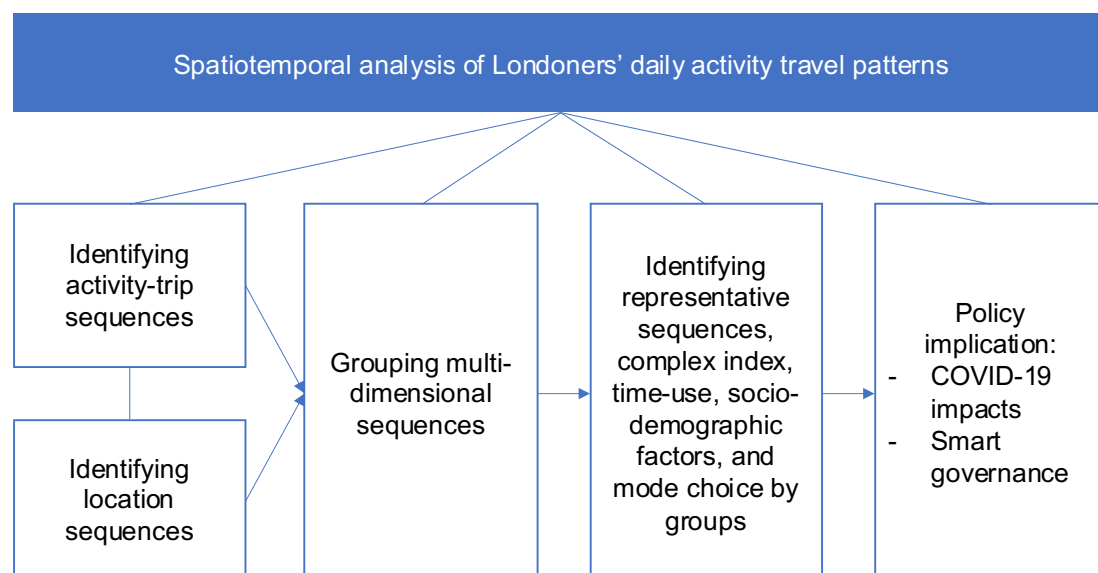 Spatiotemporal analysis of Londoners’ daily activity travel patterns
Identifying
activity-trip
sequences
Identifying
location
sequences
Grouping multi-
dimensional
sequences
Identifying
representative
sequences,
complex index,
time-use, socio-
demographic
factors, and
mode choice by
groups
Policy
implication:
- COVID-19
impacts
- Smart
governance